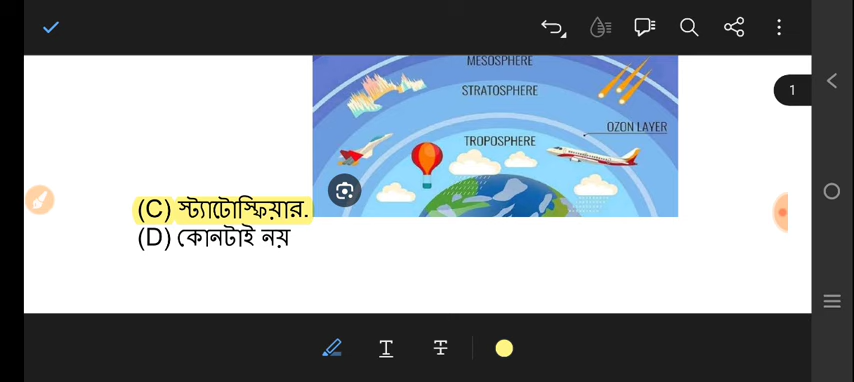 MESOSPHERE
STRATOSPHERE
OZON LAYER
TROPOSPHERE
1
(C) স্ট্যাটোস্ফিয়ার.
(D) কোনটাই নয়
T
T